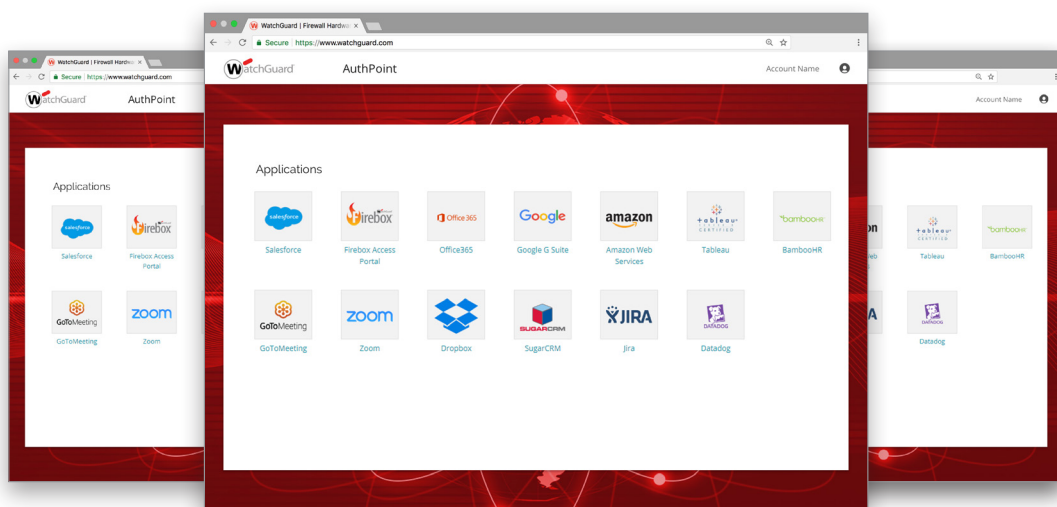 WatchGuard | Firewall Hardwa
Secure https://www.watchguard.com
WatchGuard AuthPoint Account Name
Applications
salesforce Firebox Office 365 Google amazon tableau bambooHR
CERTIFIED
Salesforce Firebox Access Office365 Google G Suite Amazon Web Tableau BambooHR
Portal Services
GoToMeeting zoom SUGARCRM JIRA DATADOG
GoToMeeting Zoom Dropbox SugarCRM Jira Datadog
WatchGuard | Firewall Hardwa
Secure https://www.watchguard.com
WatchGuard AuthPoint
Applications
salesforce Firebox
Salesforce Firebox Access
Portal
GoToMeeting zoom
GoToMeeting Zoom
Account Name
tableau bambooHR
CERTIFIED
Tableau BambooHR
DATADOG
Datadog